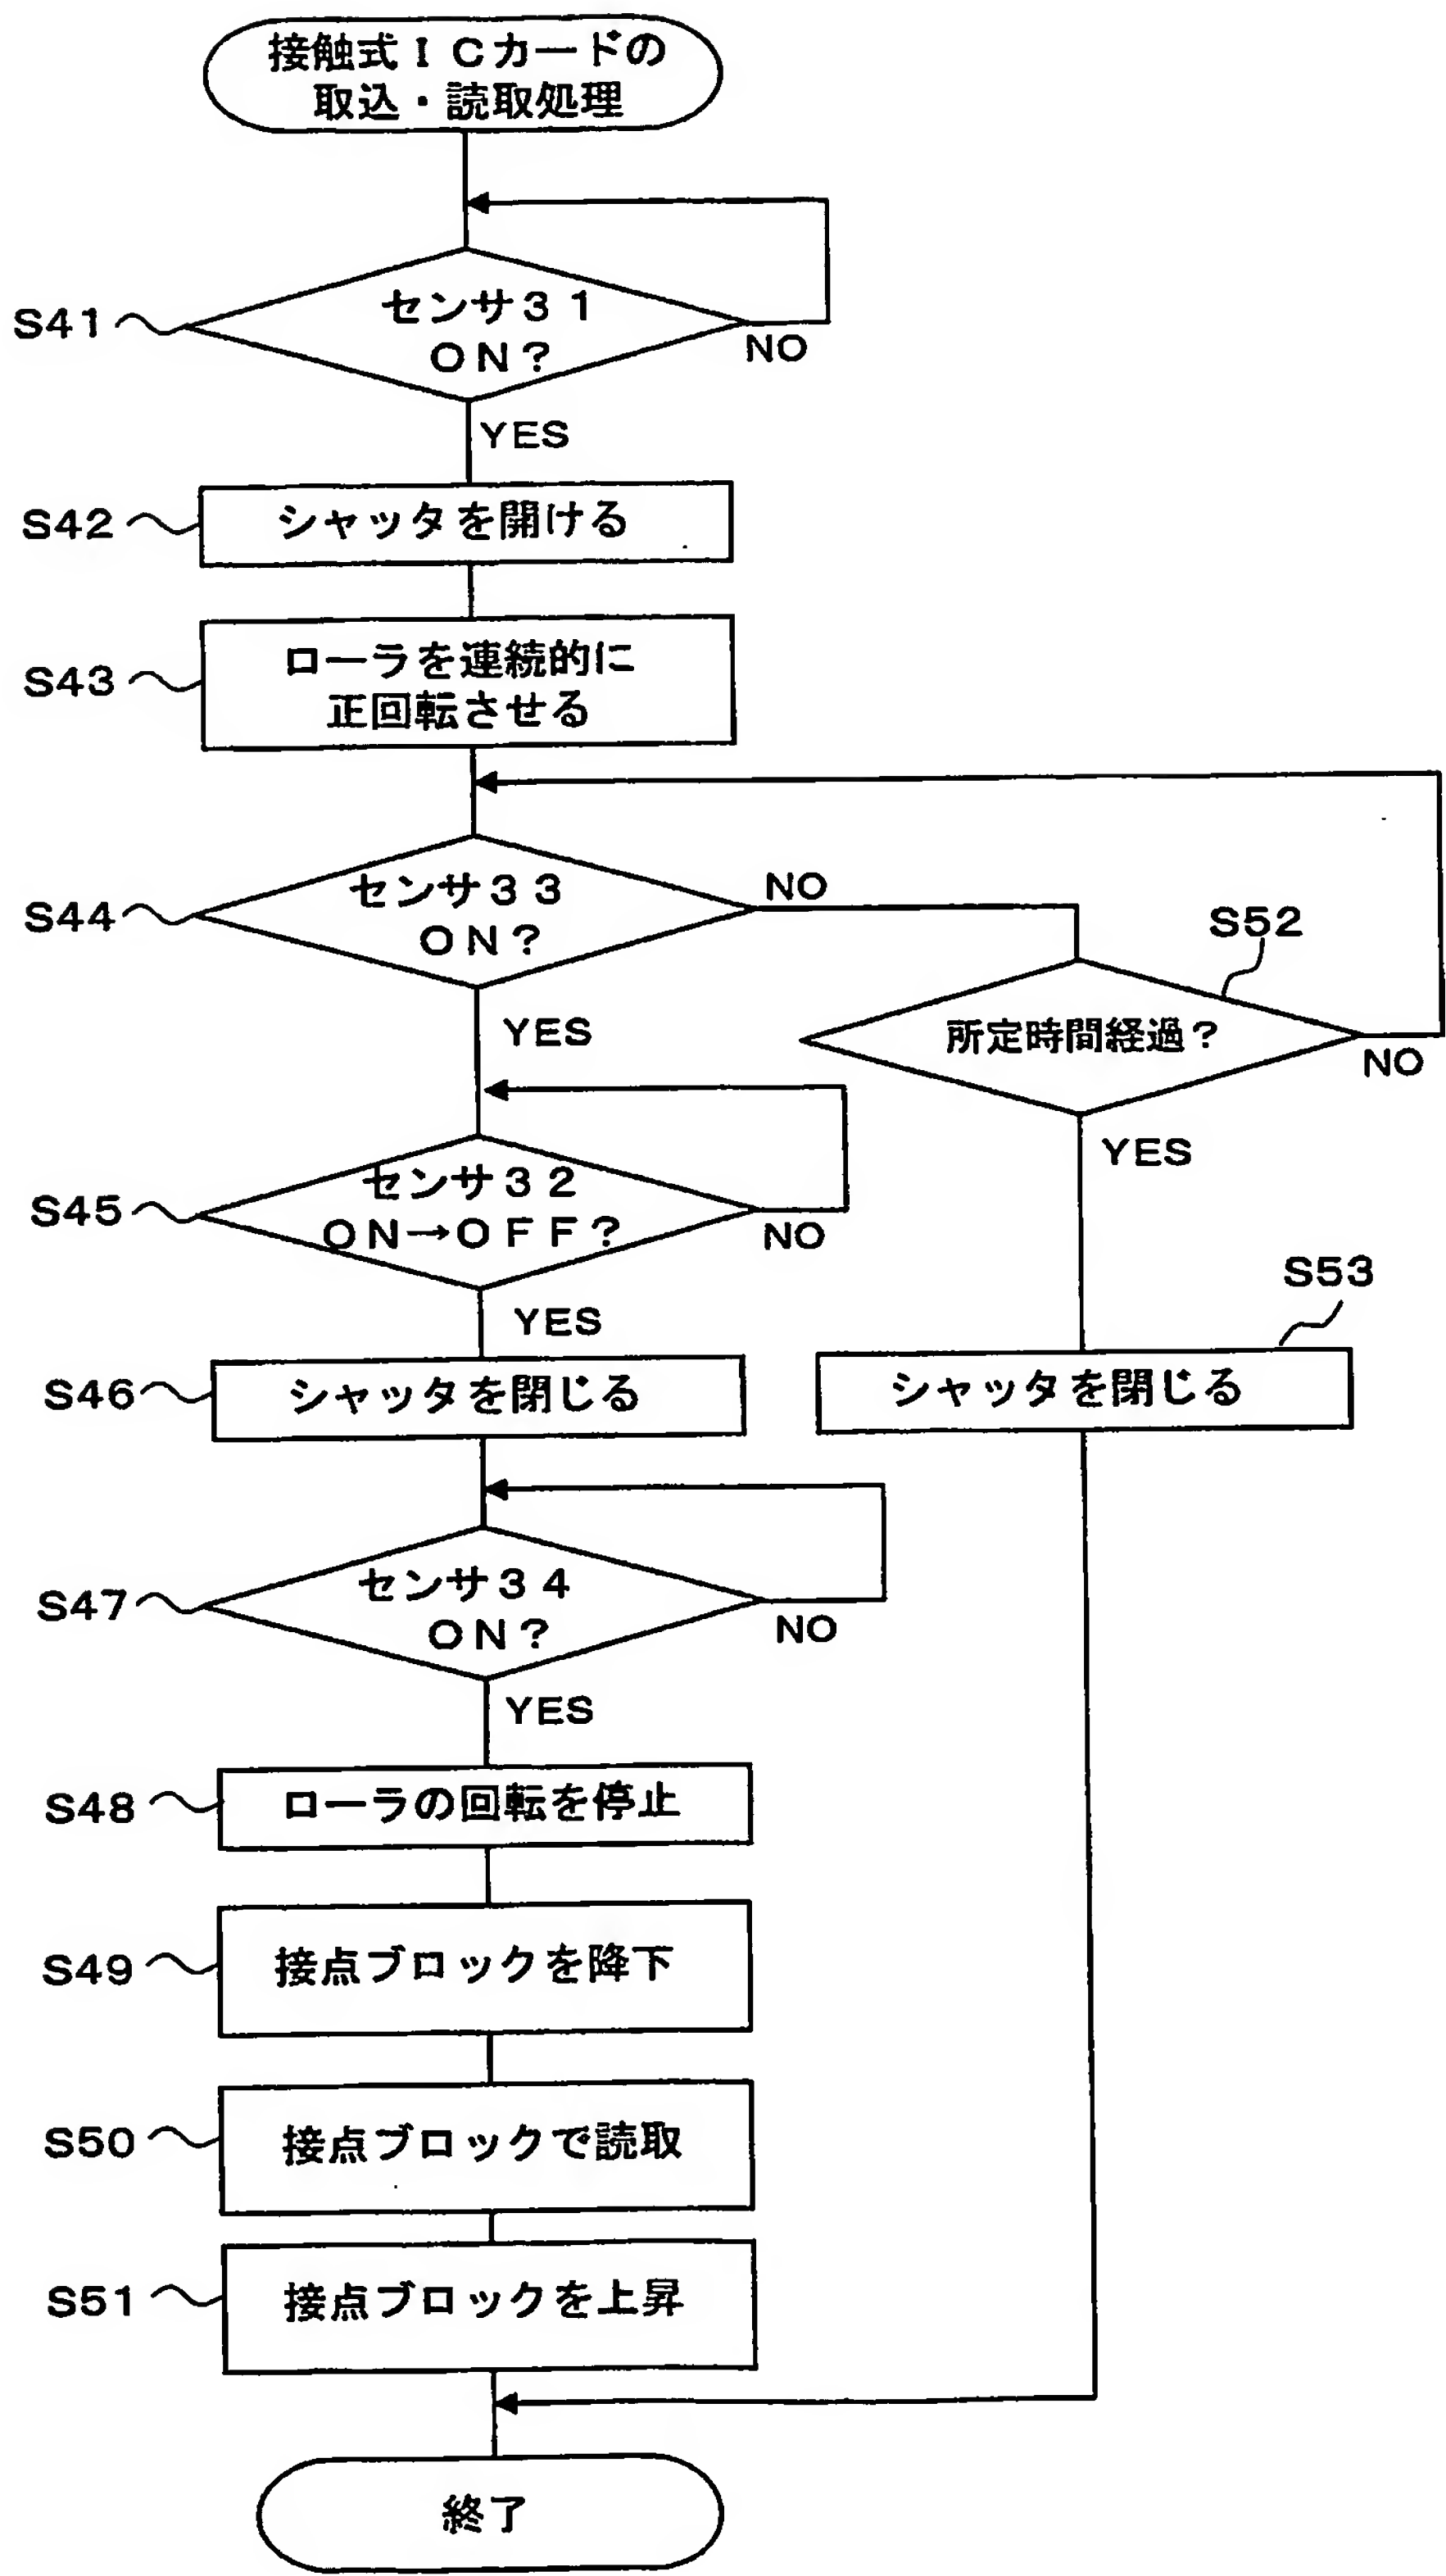 接触式ＩＣカードの
取込・読取処理
S41
センサ３１
ＯＮ？
NO
YES
S42
シャッタを開ける
S43
ローラを連続的に
正回転させる
S44
センサ３３
ＯＮ？
NO
YES
S52
所定時間経過？
NO
YES
S45
センサ３２
ＯＮ→ＯＦＦ？
NO
YES
S53
シャッタを閉じる
S46
シャッタを閉じる
S47
センサ３４
ＯＮ？
NO
YES
S48
ローラの回転を停止
S49
接点ブロックを降下
S50
接点ブロックで読取
S51
接点ブロックを上昇
終了